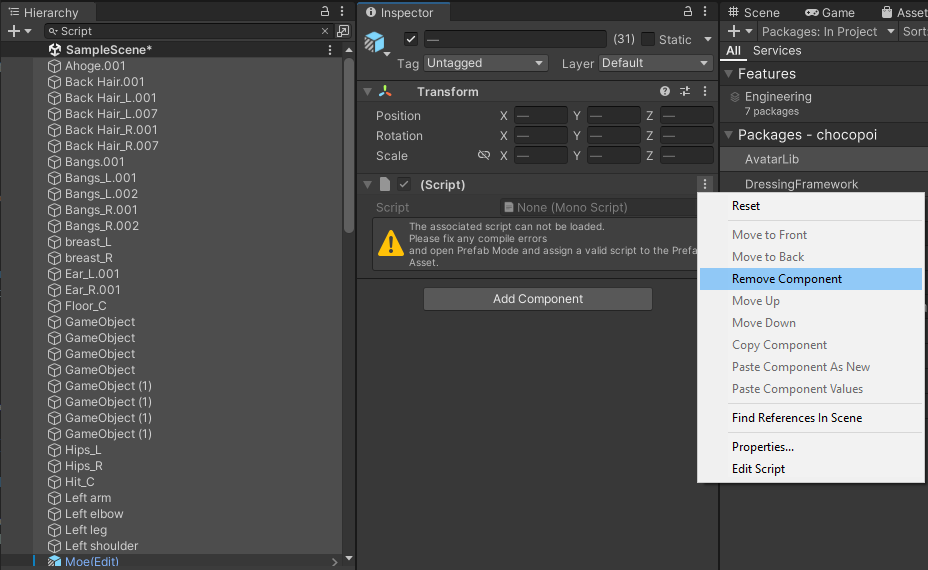 Hierarchy
Script
SampleScene*
Ahoge.001
Back Hair.001
Back Hair_L.001
Back Hair_L.007
Back Hair_R.001
Back Hair_R.007
Bangs.001
Bangs_L.001
Bangs_L.002
Bangs_R.001
Bangs_R.002
breast_L
breast_R
Ear_L.001
Ear_R.001
Floor_C
GameObject
GameObject
GameObject
GameObject
GameObject (1)
GameObject (1)
GameObject (1)
GameObject (1)
Hips_L
Hips_R
Hit_C
Left arm
Left elbow
Left leg
Left shoulder
Moe(Edit)
Inspector
— (31) Static
Tag Untagged Layer Default
Transform
Position X — Y — Z —
Rotation X — Y — Z —
Scale X — Y — Z —
(Script)
Script None (Mono Script)
The associated script can not be loaded.
Please fix any compile errors
and open Prefab Mode and assign a valid script to the Prefa
Asset.
Add Component
Scene Game Asset
Packages: In Project Sort:
All Services
Features
Engineering
7 packages
Packages - chocopoi
AvatarLib
DressingFramework
Reset
Move to Front
Move to Back
Remove Component
Move Up
Move Down
Copy Component
Paste Component As New
Paste Component Values
Find References In Scene
Properties...
Edit Script